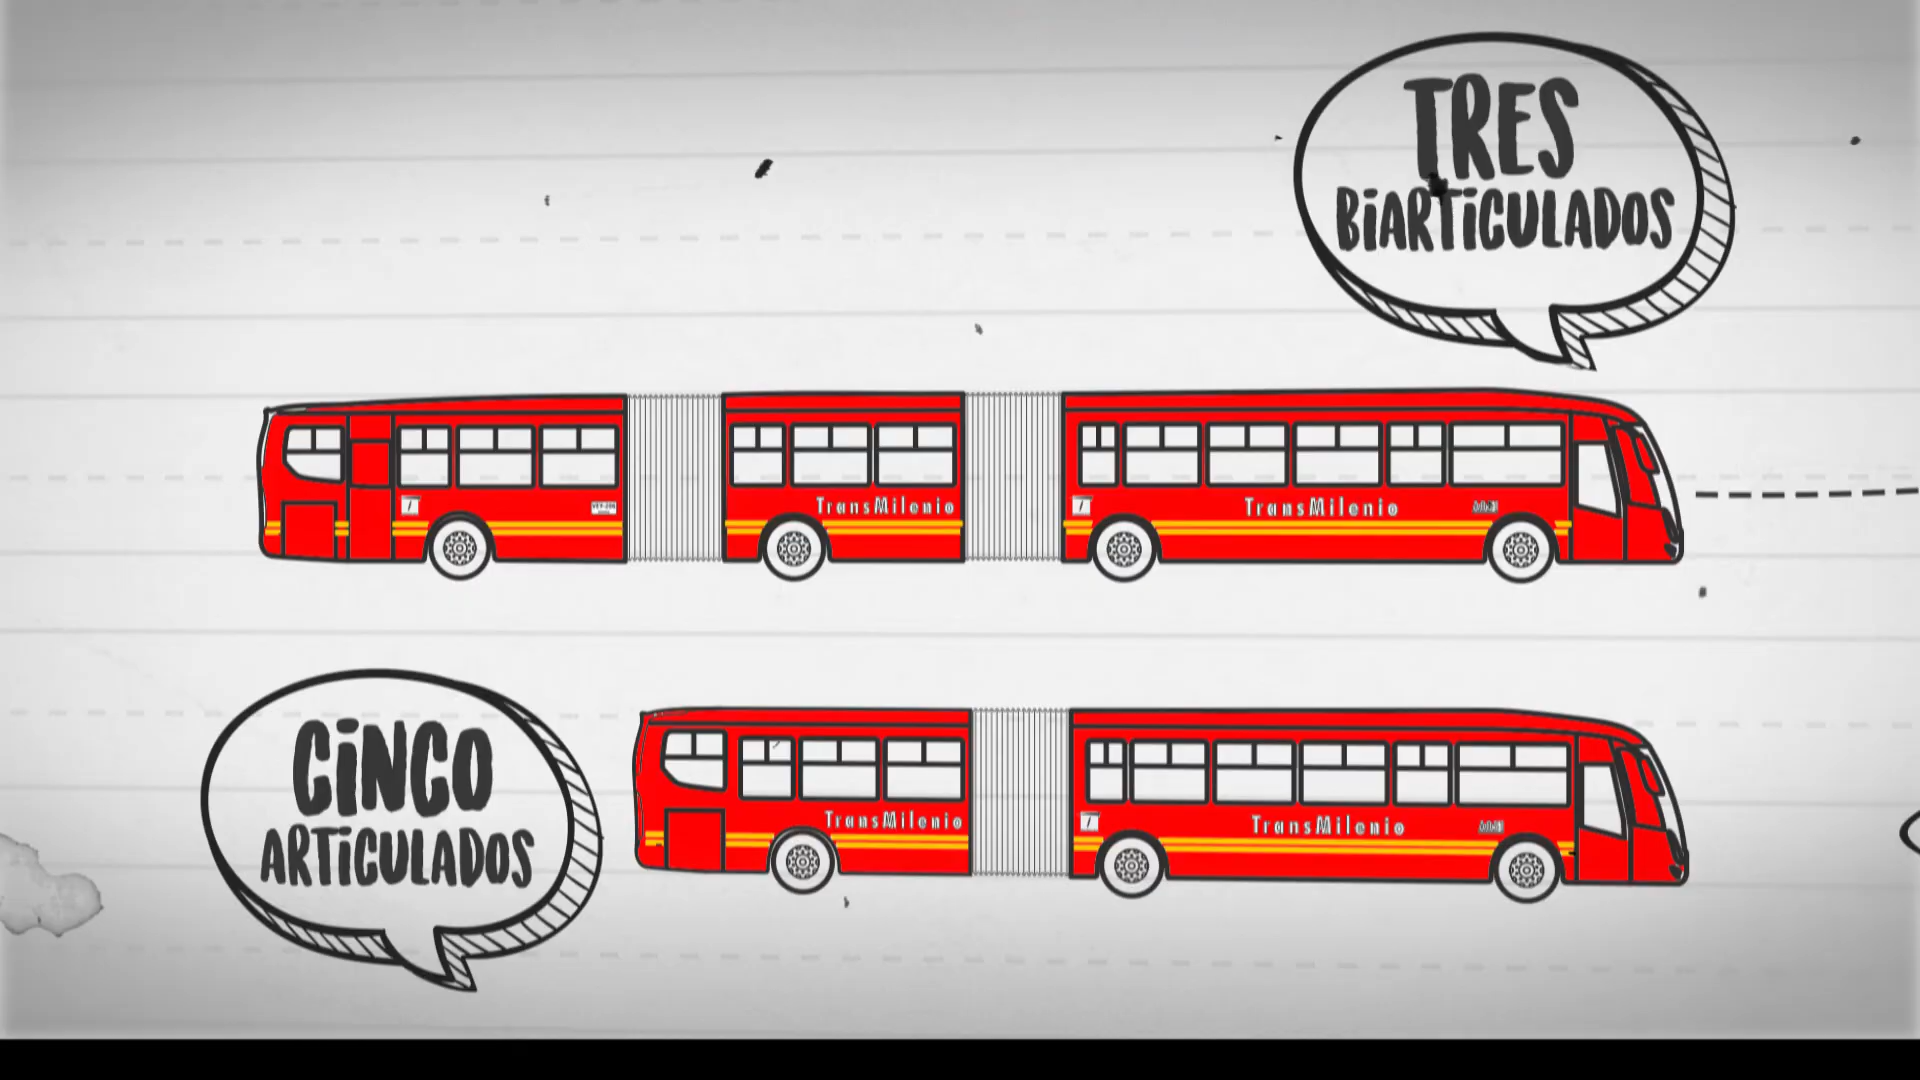 TRES
BiARTiCULADOS
TransMilenio
TransMilenio
CiNCO
ARTiCULADOS
TransMilenio
TransMilenio